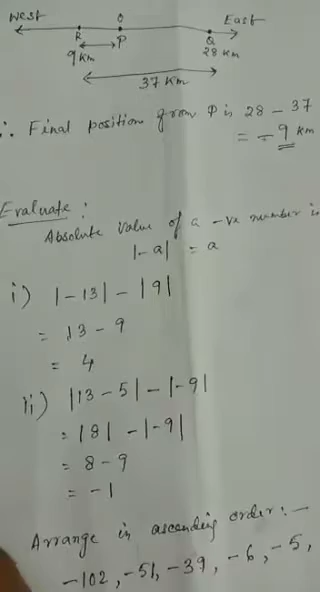 West O East
R P Q
9 Km 28 Km
37 Km
∴ Final position from P is 28 - 37
= - 9 Km
Evaluate :
Absolute value of a -ve number is
|-a| = a
i) |-13| - |9|
= 13 - 9
= 4
ii) |13 - 5| - |-9|
= |8| - |-9|
= 8 - 9
= -1
Arrange in ascending order :-
-102, -51, -39, -6, -5,